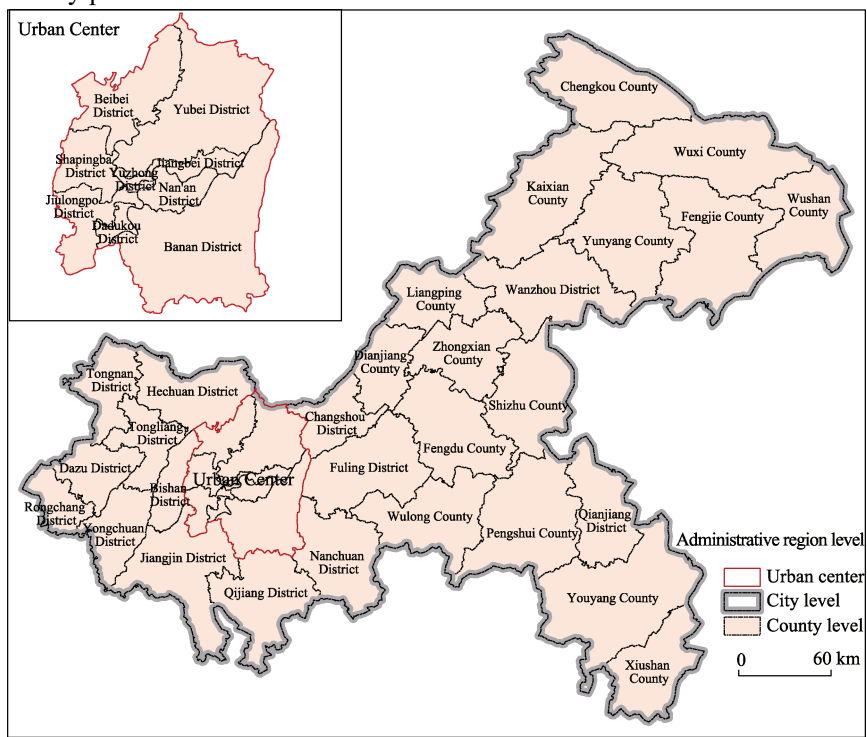 Urban Center
Beibei
District
Yubei District
Shapingba
District
Yuzhong
District
Jiangbei District
Nan'an
District
Jiulongpo
District
Dadukou
District
Banan District
Chengkou County
Wuxi County
Kaixian
County
Wushan
County
Fengjie County
Yunyang County
Wanzhou District
Liangping
County
Zhongxian
County
Dianjiang
County
Tongnan
District
Hechuan District
Shizhu County
Changshou
District
Tongliang
District
Fengdu County
Dazu District
Fuling District
Urban Center
Bishan
District
Rongchang
District
Wulong County
Qianjiang
District
Yongchuan
District
Pengshui County
Jiangjin District
Nanchuan
District
Qijiang District
Youyang County
Xiushan
County
Administrative region level
Urban center
City level
County level
0 60 km